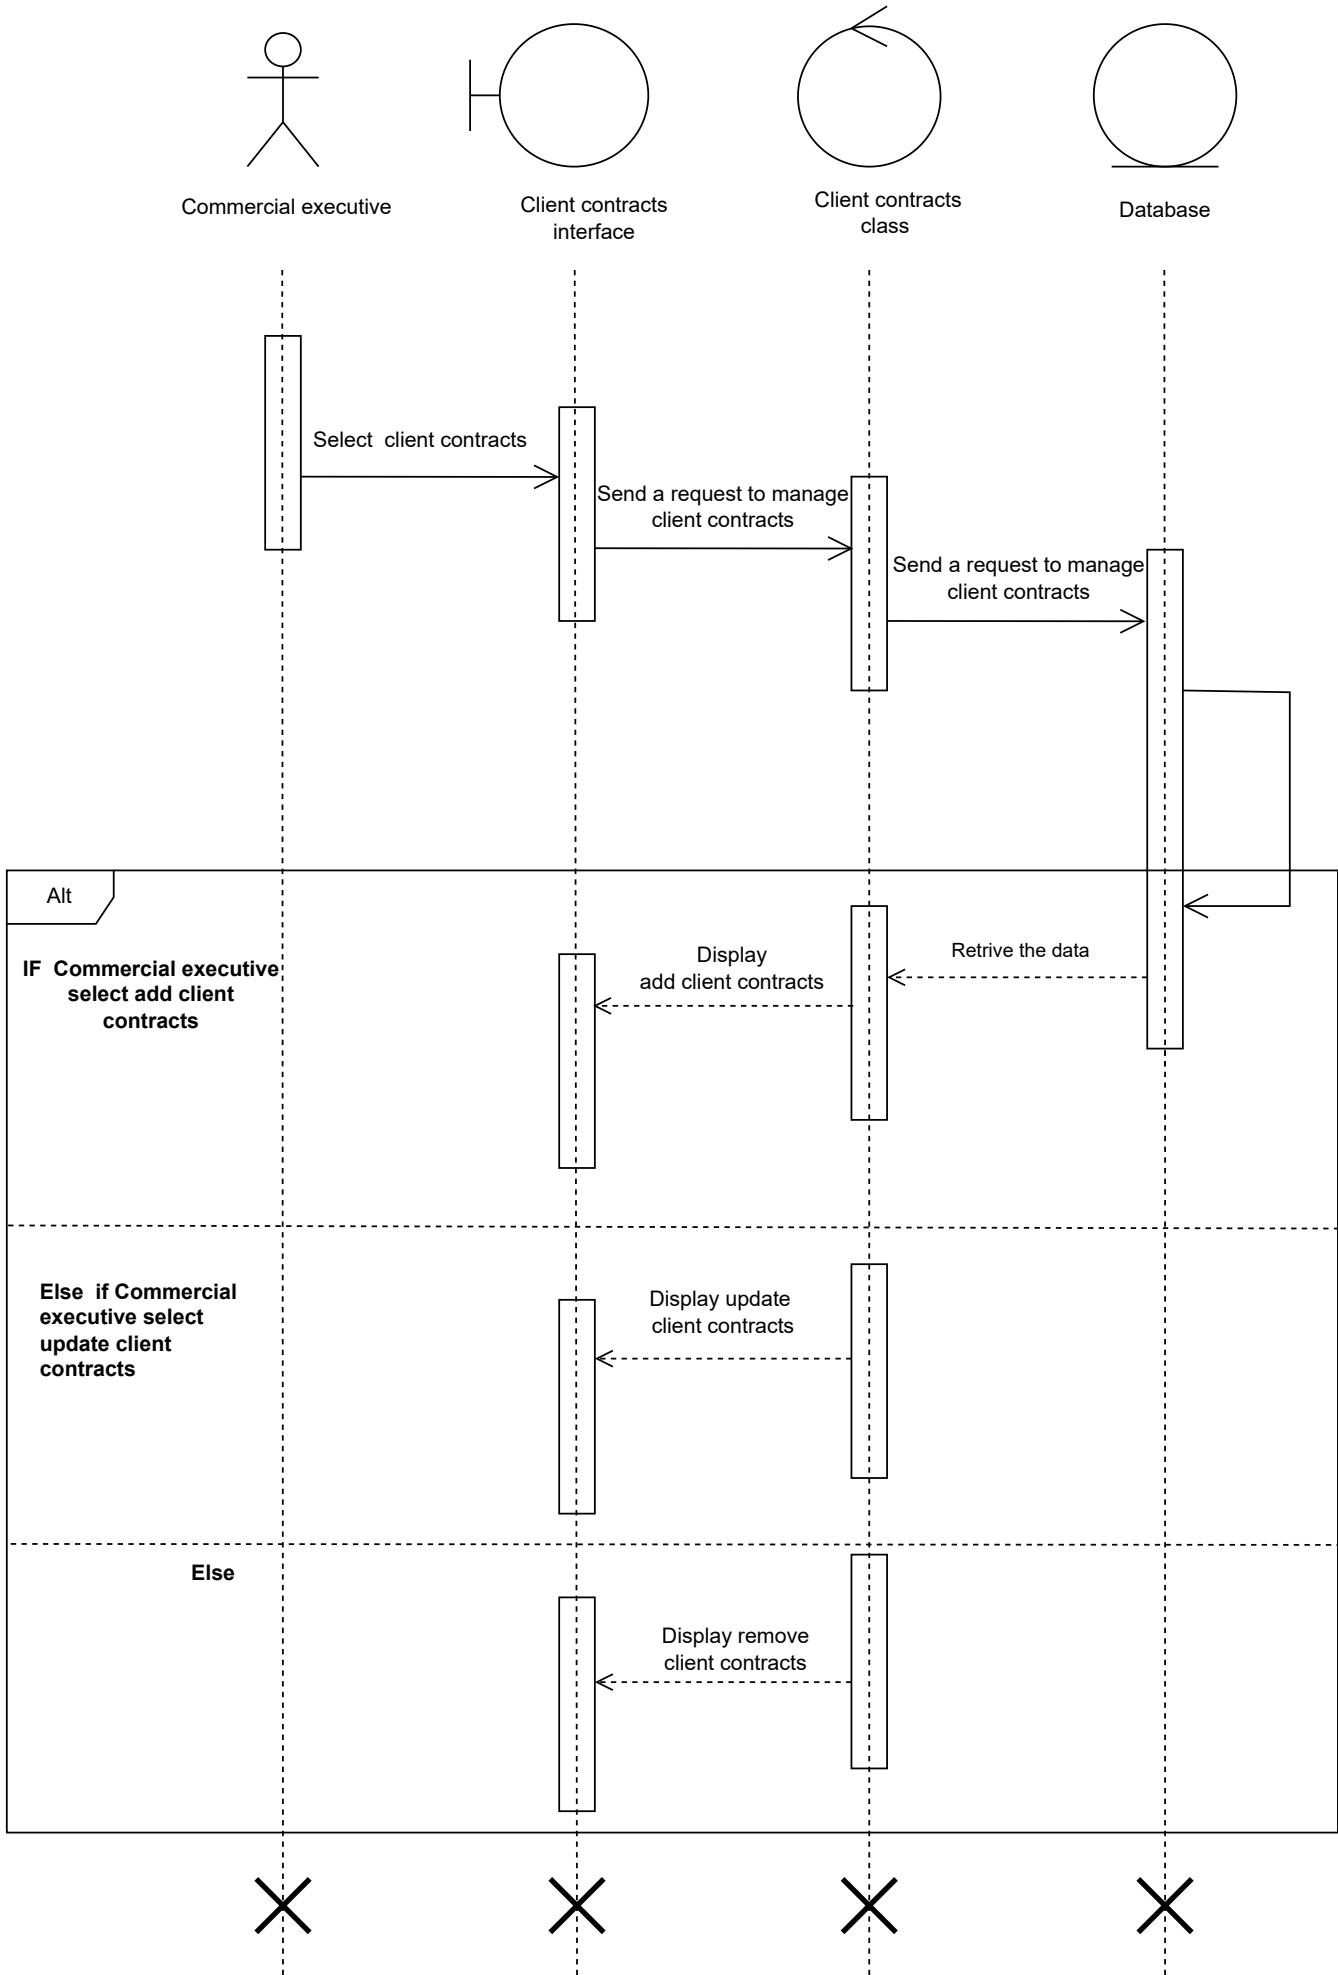 Commercial executive
Client contracts
interface
Client contracts
class
Database
Select  client contracts
Send a request to manage
client contracts
Send a request to manage
client contracts
Alt
IF  Commercial executive
select add client
contracts
Display
add client contracts
Retrive the data
Else  if Commercial
executive select
update client
contracts
Display update
client contracts
Else
Display remove
client contracts